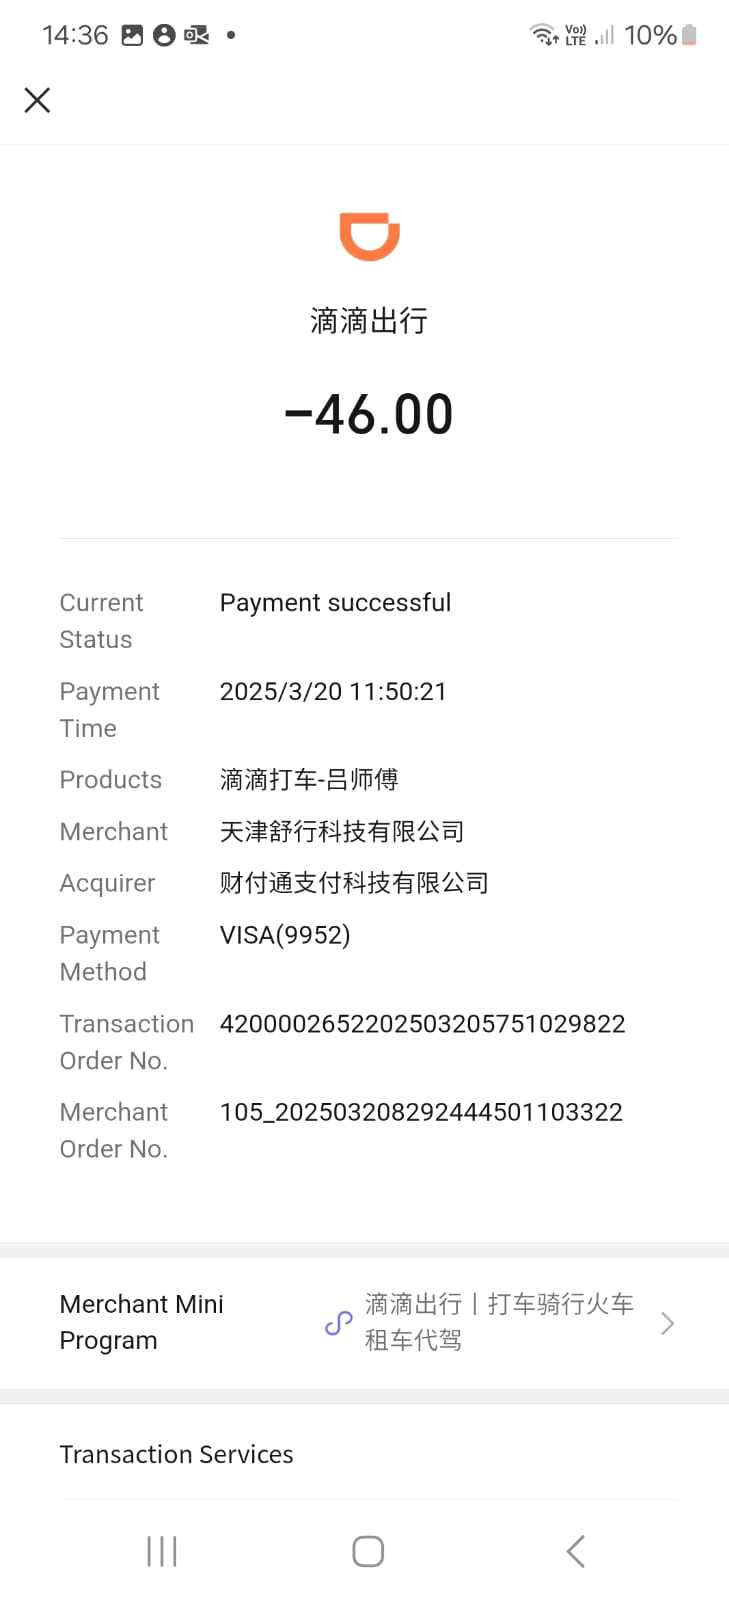 14:36
Vo)) LTE 10%
滴滴出行
-46.00
Current Status
Payment successful
Payment Time
2025/3/20 11:50:21
Products
滴滴打车-吕师傅
Merchant
天津舒行科技有限公司
Acquirer
财付通支付科技有限公司
Payment Method
VISA(9952)
Transaction Order No.
4200002652202503205751029822
Merchant Order No.
105_202503208292444501103322
Merchant Mini Program
滴滴出行丨打车骑行火车
租车代驾
Transaction Services